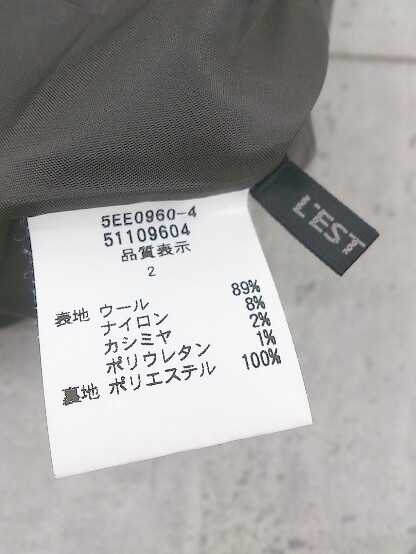 5EE0960-4
51109604
品質表示
2
表地 ウール 89%
ナイロン 8%
カシミヤ 2%
ポリウレタン 1%
裏地 ポリエステル 100%